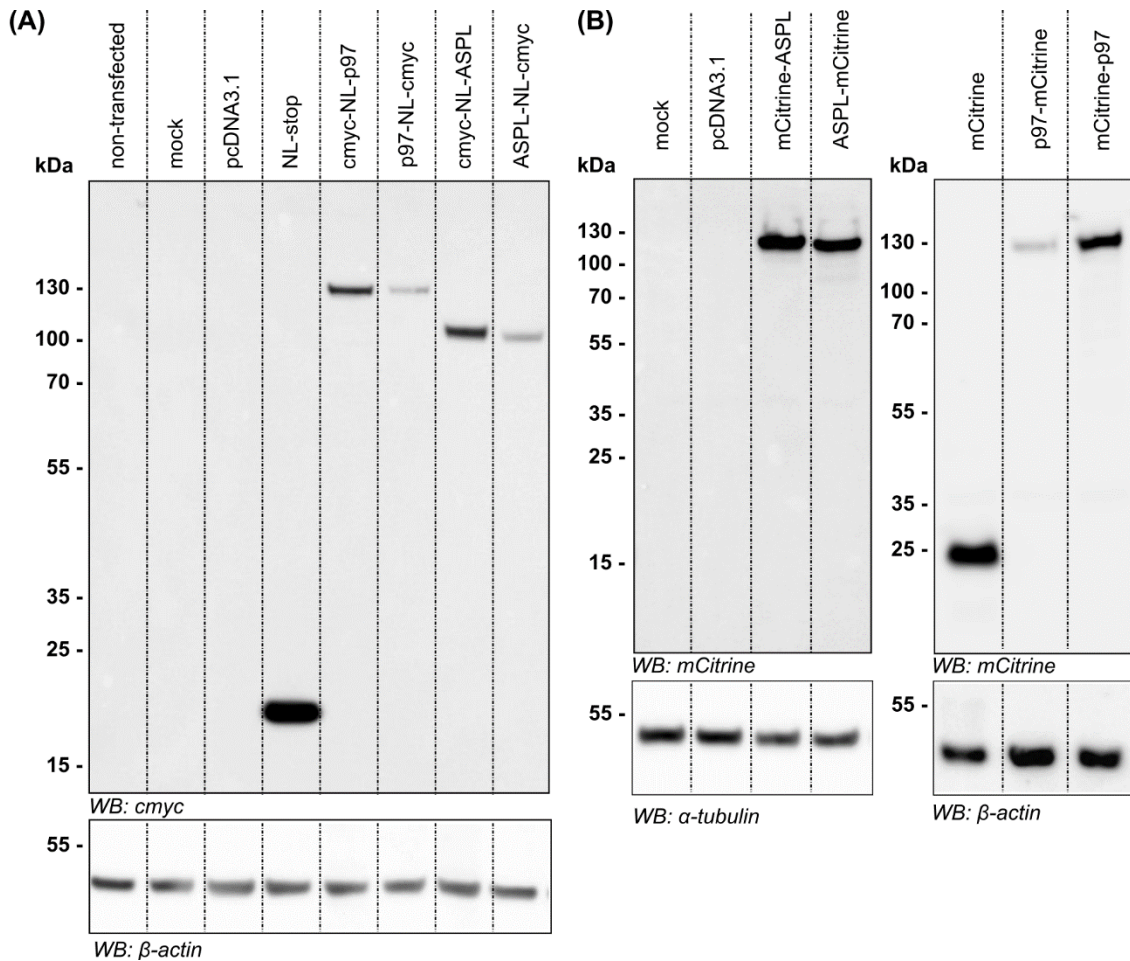 (A)
non-transfected
mock
pcDNA3.1
NL-stop
cmyc-NL-p97
p97-NL-cmyc
cmyc-NL-ASPL
ASPL-NL-cmyc
kDa
130 -
100 -
70 -
55 -
35 -
25 -
15 -
WB: cmyc
55 -
WB: β-actin
(B)
mock
pcDNA3.1
mCitrine-ASPL
ASPL-mCitrine
kDa
130 -
100 -
70 -
55 -
35 -
25 -
15 -
WB: mCitrine
55 -
WB: α-tubulin
mCitrine
p97-mCitrine
mCitrine-p97
kDa
130 -
100 -
70 -
55 -
35 -
25 -
WB: mCitrine
55 -
WB: β-actin